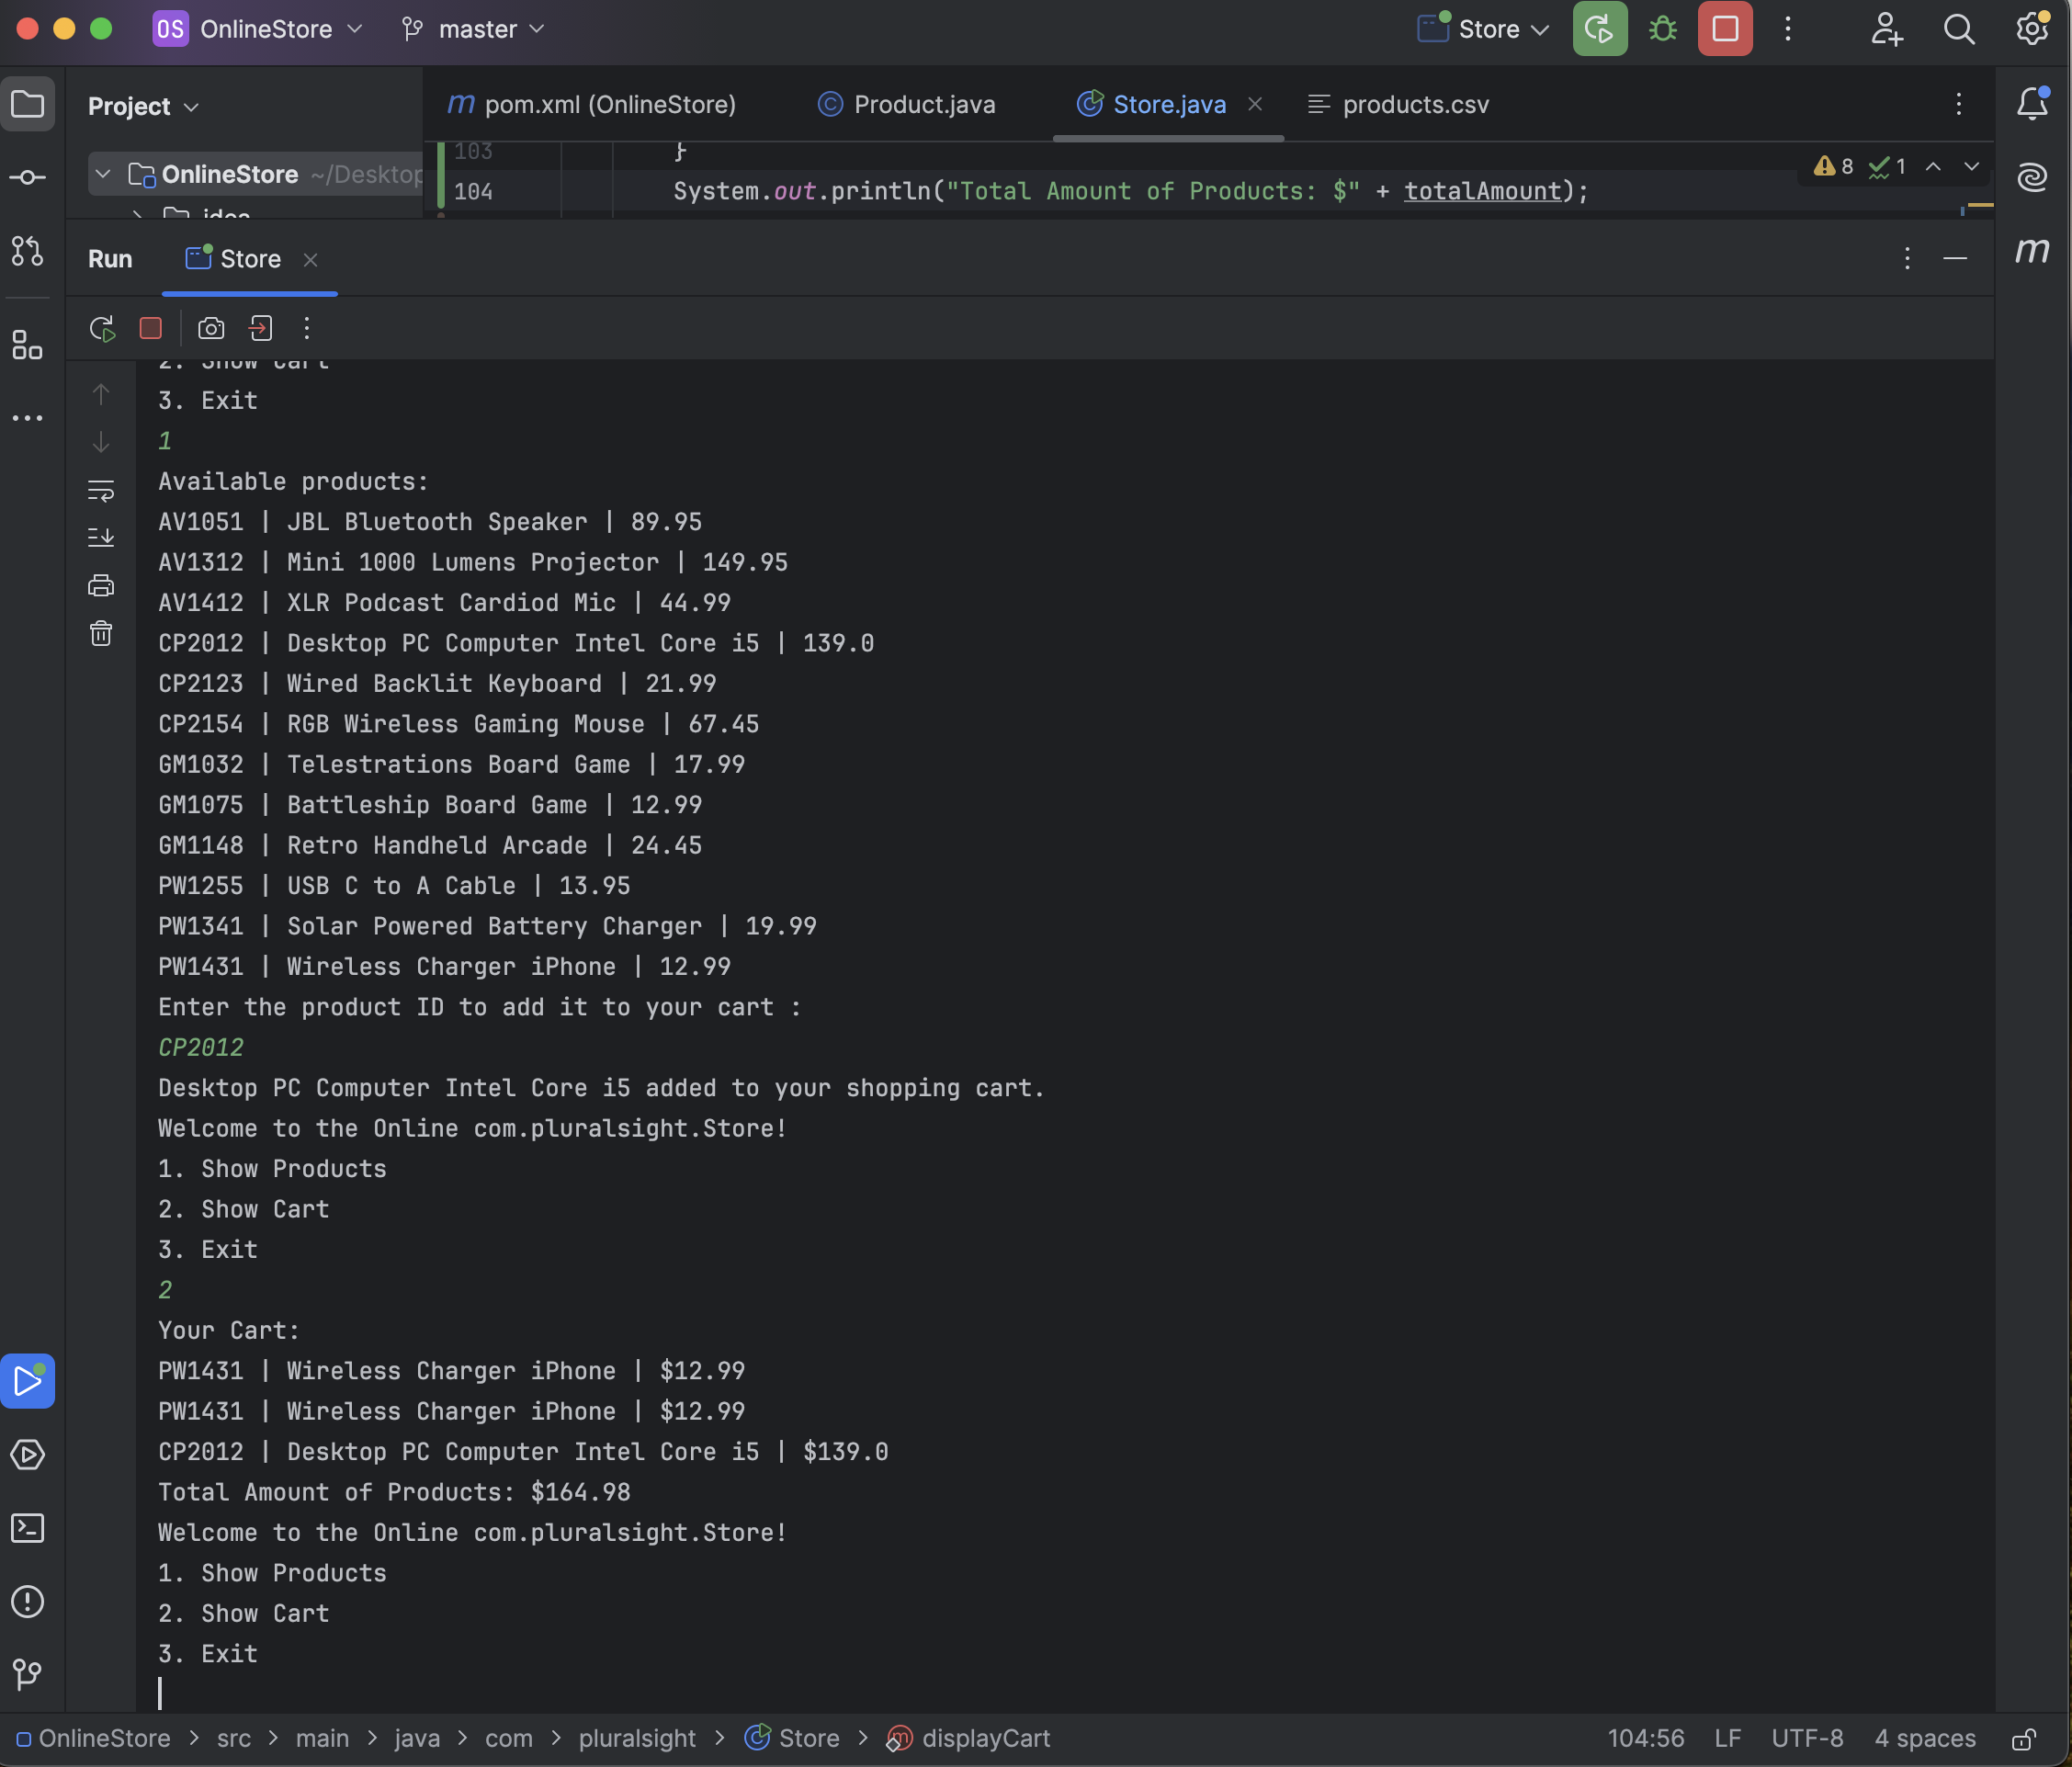 OS OnlineStore master Store
Project
pom.xml (OnlineStore) Product.java Store.java products.csv
OnlineStore ~/Desktop
idea
103 }
104 System.out.println("Total Amount of Products: $" + totalAmount);
8 1
Run Store
2. Show Cart
3. Exit
1
Available products:
AV1051 | JBL Bluetooth Speaker | 89.95
AV1312 | Mini 1000 Lumens Projector | 149.95
AV1412 | XLR Podcast Cardiod Mic | 44.99
CP2012 | Desktop PC Computer Intel Core i5 | 139.0
CP2123 | Wired Backlit Keyboard | 21.99
CP2154 | RGB Wireless Gaming Mouse | 67.45
GM1032 | Telestrations Board Game | 17.99
GM1075 | Battleship Board Game | 12.99
GM1148 | Retro Handheld Arcade | 24.45
PW1255 | USB C to A Cable | 13.95
PW1341 | Solar Powered Battery Charger | 19.99
PW1431 | Wireless Charger iPhone | 12.99
Enter the product ID to add it to your cart :
CP2012
Desktop PC Computer Intel Core i5 added to your shopping cart.
Welcome to the Online com.pluralsight.Store!
1. Show Products
2. Show Cart
3. Exit
2
Your Cart:
PW1431 | Wireless Charger iPhone | $12.99
PW1431 | Wireless Charger iPhone | $12.99
CP2012 | Desktop PC Computer Intel Core i5 | $139.0
Total Amount of Products: $164.98
Welcome to the Online com.pluralsight.Store!
1. Show Products
2. Show Cart
3. Exit
OnlineStore > src > main > java > com > pluralsight > Store > displayCart 104:56 LF UTF-8 4 spaces